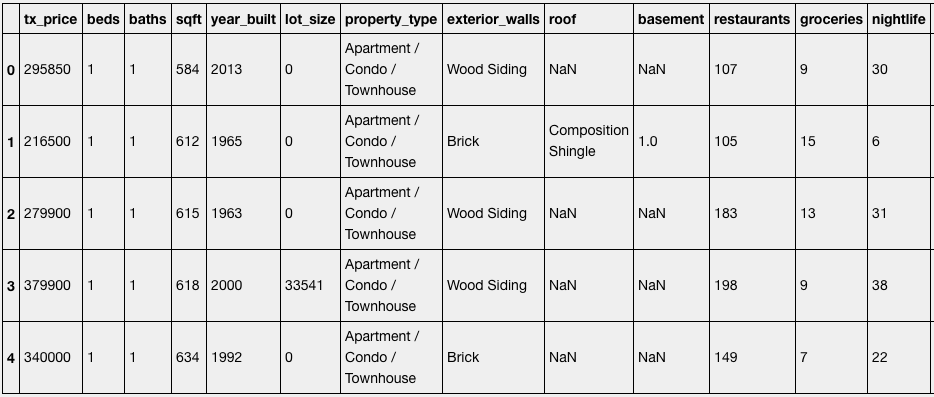 tx_price beds baths sqft year_built lot_size property_type exterior_walls roof basement restaurants groceries nightlife
0 295850 1 1 584 2013 0 Apartment / Condo / Townhouse Wood Siding NaN NaN 107 9 30
1 216500 1 1 612 1965 0 Apartment / Condo / Townhouse Brick Composition Shingle 1.0 105 15 6
2 279900 1 1 615 1963 0 Apartment / Condo / Townhouse Wood Siding NaN NaN 183 13 31
3 379900 1 1 618 2000 33541 Apartment / Condo / Townhouse Wood Siding NaN NaN 198 9 38
4 340000 1 1 634 1992 0 Apartment / Condo / Townhouse Brick NaN NaN 149 7 22